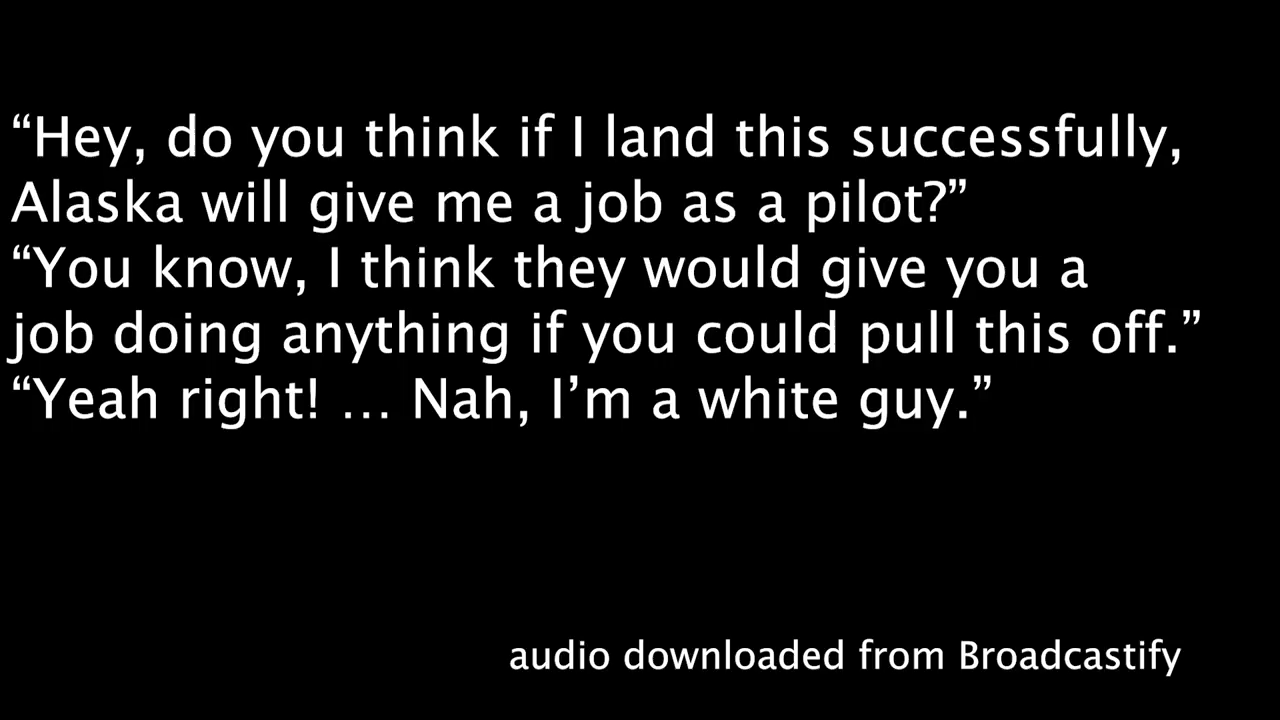 “Hey, do you think if I land this successfully,
Alaska will give me a job as a pilot?”
“You know, I think they would give you a
job doing anything if you could pull this off.”
“Yeah right! … Nah, I’m a white guy.”
audio downloaded from Broadcastify